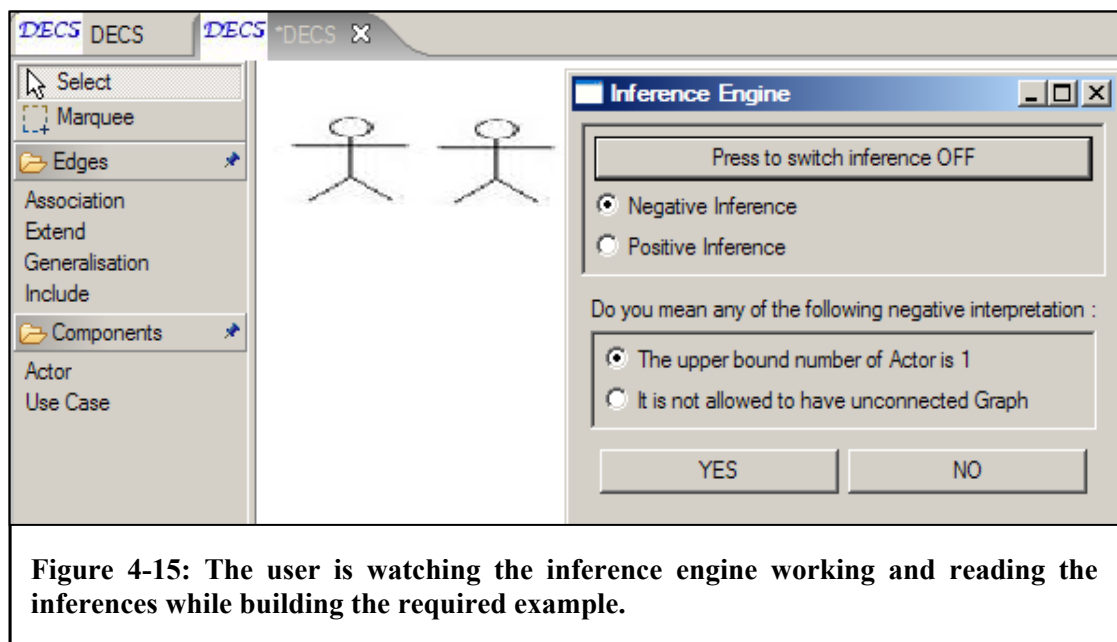 DECS DECS DECS *DECS
Select
Marquee
Edges
Association
Extend
Generalisation
Include
Components
Actor
Use Case
Inference Engine
Press to switch inference OFF
Negative Inference
Positive Inference
Do you mean any of the following negative interpretation :
The upper bound number of Actor is 1
It is not allowed to have unconnected Graph
YES NO
Figure 4-15: The user is watching the inference engine working and reading the
inferences while building the required example.